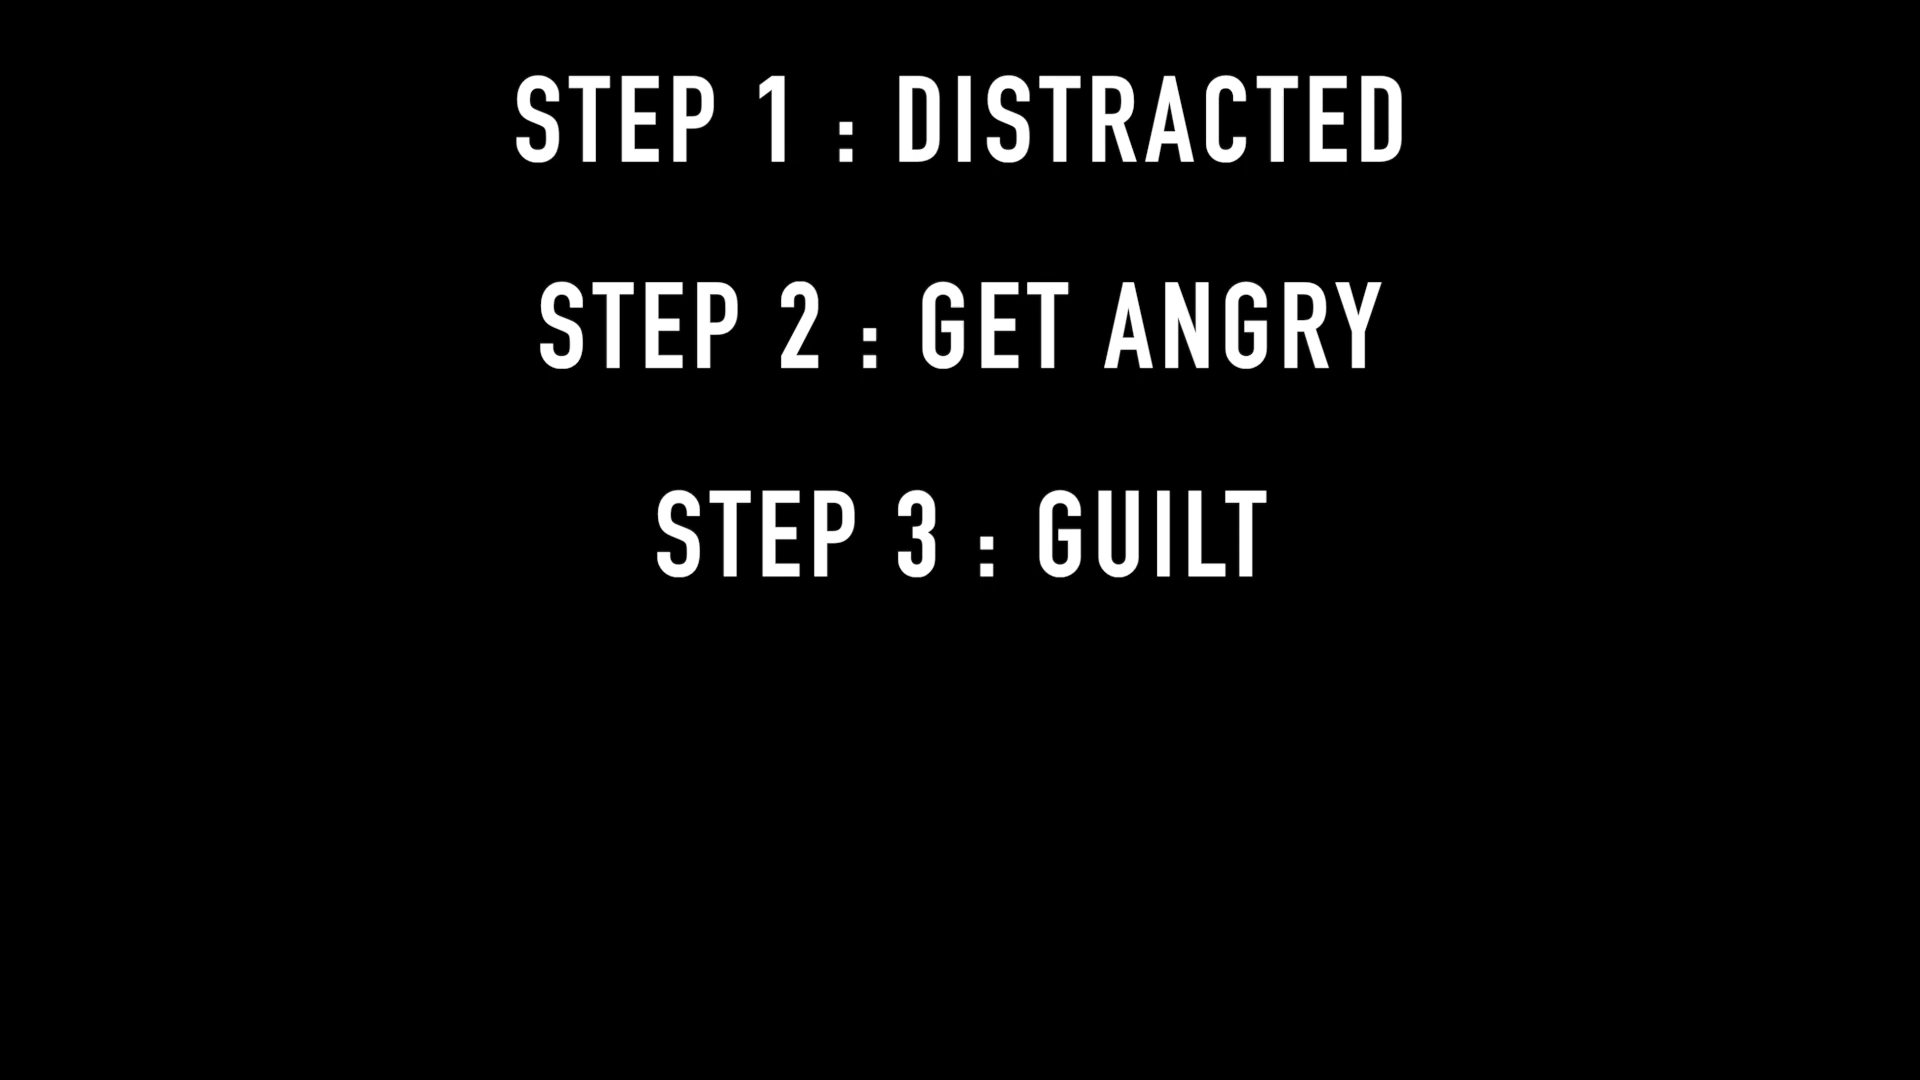 STEP 1 : DISTRACTED
STEP 2 : GET ANGRY
STEP 3 : GUILT